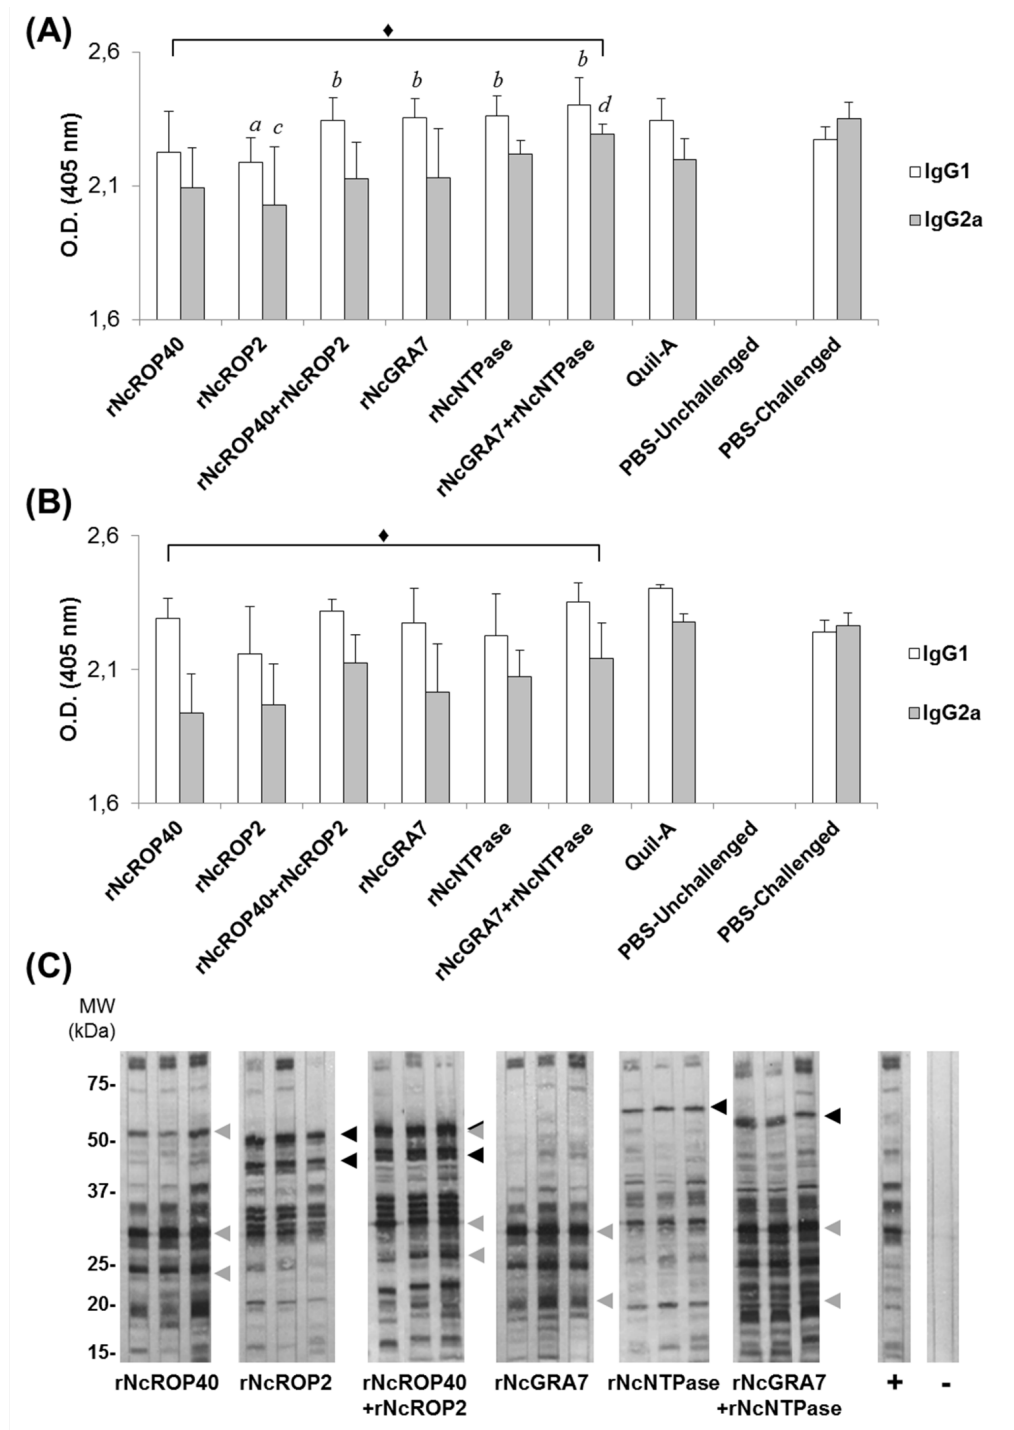 (A)
2,6
2,1
1,6
O.D. (405 nm)
♦
a c b b b b d
IgG1
IgG2a
rNcROP40
rNcROP2
rNcROP40+rNcROP2
rNcGRA7
rNcNTPase
rNcGRA7+rNcNTPase
Quil-A
PBS-Unchallenged
PBS-Challenged
(B)
2,6
2,1
1,6
O.D. (405 nm)
♦
IgG1
IgG2a
rNcROP40
rNcROP2
rNcROP40+rNcROP2
rNcGRA7
rNcNTPase
rNcGRA7+rNcNTPase
Quil-A
PBS-Unchallenged
PBS-Challenged
(C)
MW
(kDa)
75-
50-
37-
25-
20-
15-
rNcROP40
rNcROP2
rNcROP40
+rNcROP2
rNcGRA7
rNcNTPase
rNcGRA7
+rNcNTPase
+
-